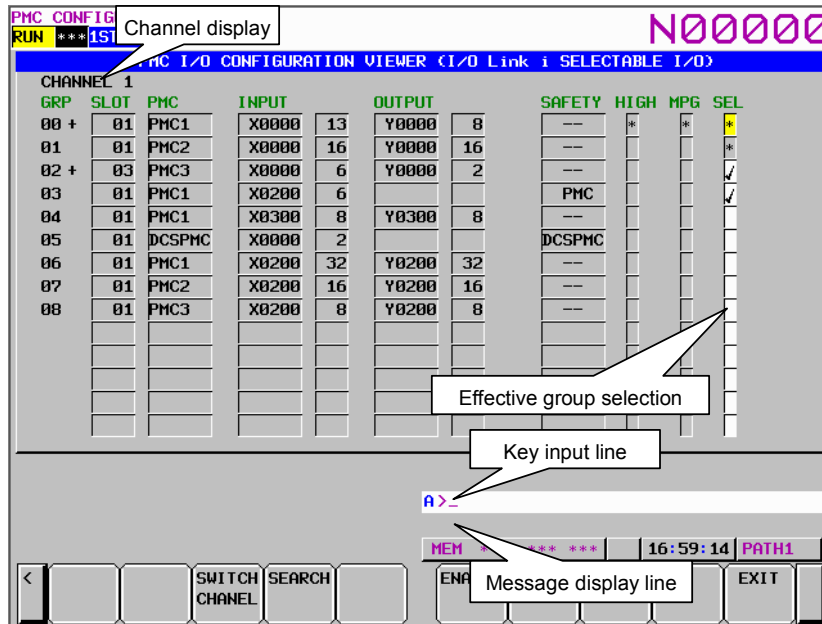 PMC CONFIG
RUN ***1ST
N00000
Channel display
PMC I/O CONFIGURATION VIEWER (I/O Link i SELECTABLE I/O)
CHANNEL 1
GRP SLOT PMC INPUT OUTPUT SAFETY HIGH MPG SEL
00 + 01 PMC1 X0000 13 Y0000 8 -- * * *
01 01 PMC2 X0000 16 Y0000 16 -- *
02 + 03 PMC3 X0000 6 Y0000 2 -- ✓
03 01 PMC1 X0200 6 PMC ✓
04 01 PMC1 X0300 8 Y0300 8 --
05 01 DCSPMC X0000 2 DCSPMC
06 01 PMC1 X0200 32 Y0200 32 --
07 01 PMC2 X0200 16 Y0200 16 --
08 01 PMC3 X0200 8 Y0200 8 --
Effective group selection
Key input line
A>_
MEM * *** ***
16:59:14 PATH1
Message display line
< SWITCH CHANEL SEARCH EXIT